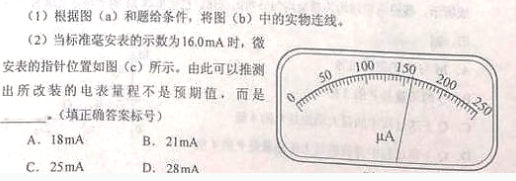 （1）根据图（a）和题给条件，将图（b）中的实物连线。
（2）当标准毫安表的示数为16.0mA时，微
安表的指针位置如图（c）所示。由此可以推测
出所改装的电表量程不是预期值，而是
______。（填正确答案标号）
A. 18mA B. 21mA
C. 25mA D. 28mA
0 50 100 150 200 250
μA